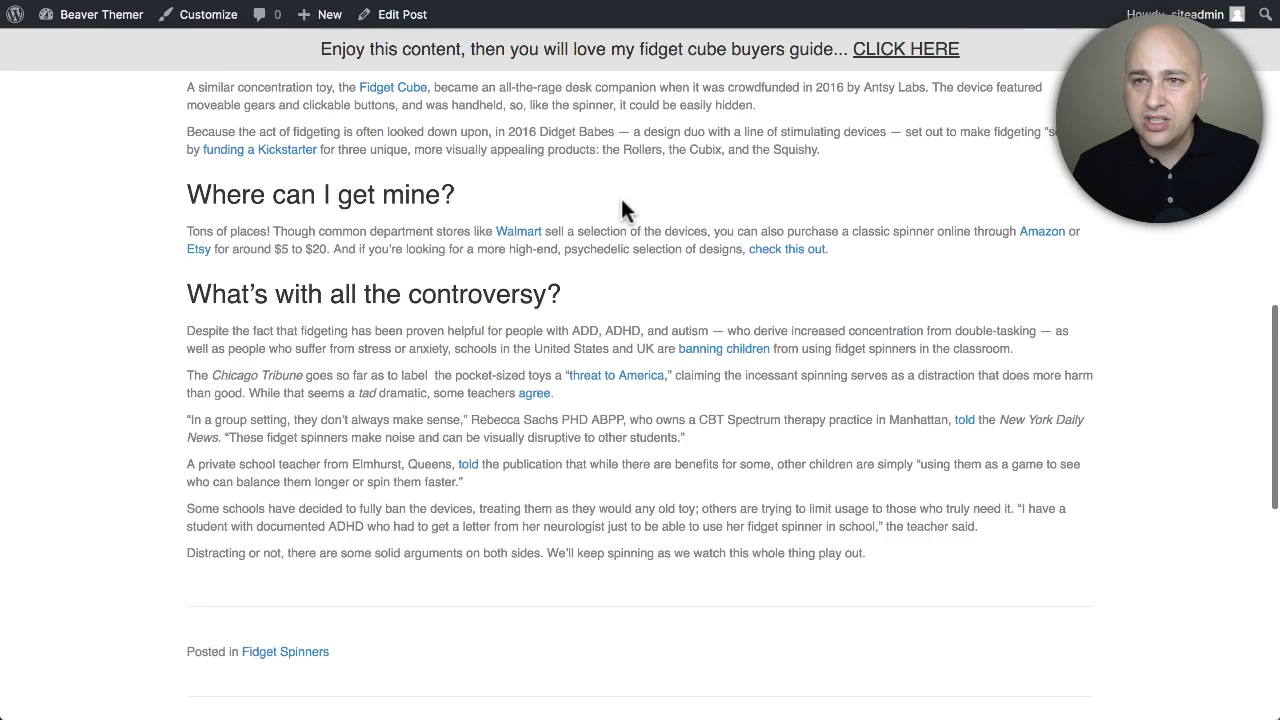 Beaver Themer Customize 0 New Edit Post Howdy, siteadmin
Enjoy this content, then you will love my fidget cube buyers guide... CLICK HERE
A similar concentration toy, the Fidget Cube, became an all-the-rage desk companion when it was crowdfunded in 2016 by Antsy Labs. The device featured
moveable gears and clickable buttons, and was handheld, so, like the spinner, it could be easily hidden.
Because the act of fidgeting is often looked down upon, in 2016 Didget Babes — a design duo with a line of stimulating devices — set out to make fidgeting
by funding a Kickstarter for three unique, more visually appealing products: the Rollers, the Cubix, and the Squishy.
Where can I get mine?
Tons of places! Though common department stores like Walmart sell a selection of the devices, you can also purchase a classic spinner online through Amazon or
Etsy for around $5 to $20. And if you're looking for a more high-end, psychedelic selection of designs, check this out.
What's with all the controversy?
Despite the fact that fidgeting has been proven helpful for people with ADD, ADHD, and autism — who derive increased concentration from double-tasking — as
well as people who suffer from stress or anxiety, schools in the United States and UK are banning children from using fidget spinners in the classroom.
The Chicago Tribune goes so far as to label the pocket-sized toys a “threat to America,” claiming the incessant spinning serves as a distraction that does more harm
than good. While that seems a tad dramatic, some teachers agree.
“In a group setting, they don't always make sense,” Rebecca Sachs PHD ABPP, who owns a CBT Spectrum therapy practice in Manhattan, told the New York Daily
News. “These fidget spinners make noise and can be visually disruptive to other students.”
A private school teacher from Elmhurst, Queens, told the publication that while there are benefits for some, other children are simply “using them as a game to see
who can balance them longer or spin them faster.”
Some schools have decided to fully ban the devices, treating them as they would any old toy; others are trying to limit usage to those who truly need it. “I have a
student with documented ADHD who had to get a letter from her neurologist just to be able to use her fidget spinner in school,” the teacher said.
Distracting or not, there are some solid arguments on both sides. We'll keep spinning as we watch this whole thing play out.
Posted in Fidget Spinners